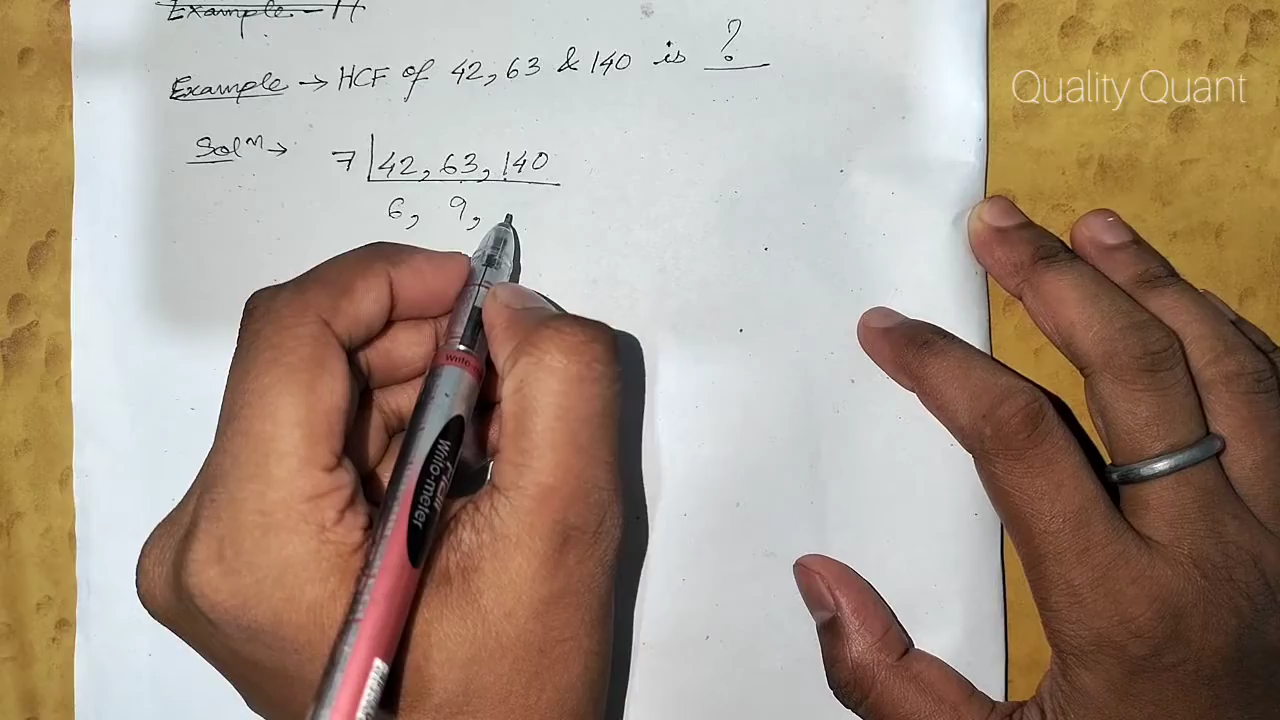 Example - 11
Example → HCF of 42, 63 & 140 is ?
Quality Quant
Solⁿ → 7 | 42, 63, 140
6, 9,
Writo-meter